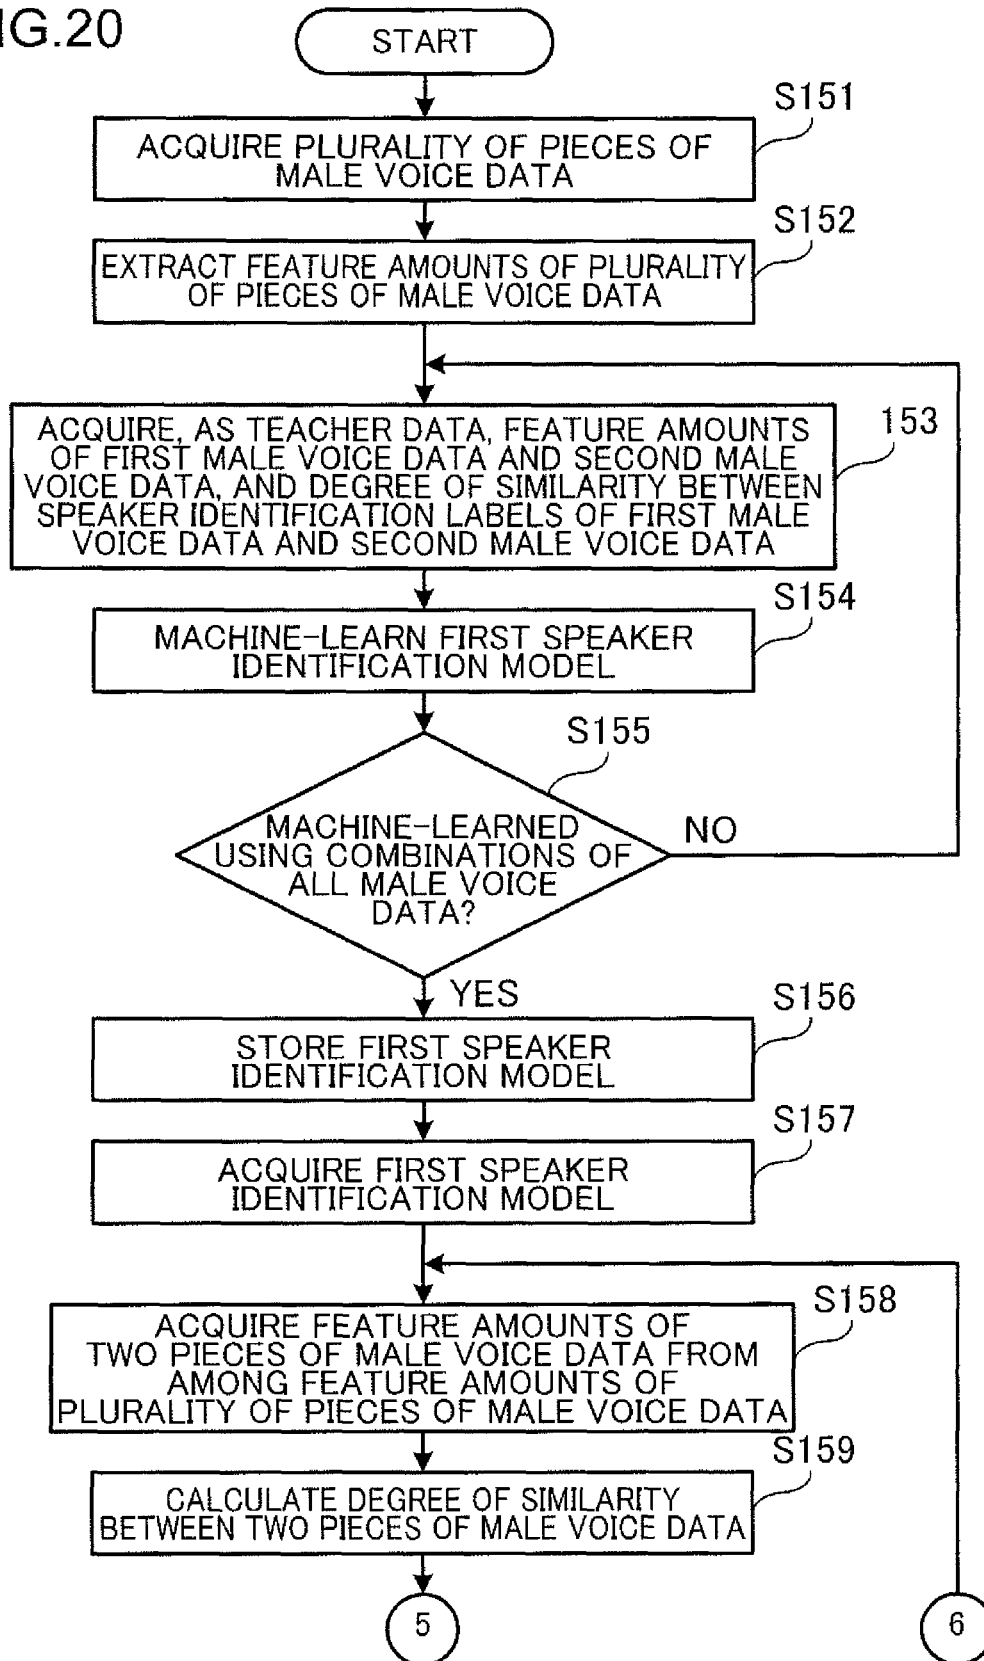 IG.20
START
S151
ACQUIRE PLURALITY OF PIECES OF
MALE VOICE DATA
S152
EXTRACT FEATURE AMOUNTS OF PLURALITY
OF PIECES OF MALE VOICE DATA
153
ACQUIRE, AS TEACHER DATA, FEATURE AMOUNTS
OF FIRST MALE VOICE DATA AND SECOND MALE
VOICE DATA, AND DEGREE OF SIMILARITY BETWEEN
SPEAKER IDENTIFICATION LABELS OF FIRST MALE
VOICE DATA AND SECOND MALE VOICE DATA
S154
MACHINE-LEARN FIRST SPEAKER
IDENTIFICATION MODEL
S155
MACHINE-LEARNED
USING COMBINATIONS OF
ALL MALE VOICE
DATA?
NO
YES
S156
STORE FIRST SPEAKER
IDENTIFICATION MODEL
S157
ACQUIRE FIRST SPEAKER
IDENTIFICATION MODEL
S158
ACQUIRE FEATURE AMOUNTS OF
TWO PIECES OF MALE VOICE DATA FROM
AMONG FEATURE AMOUNTS OF
PLURALITY OF PIECES OF MALE VOICE DATA
S159
CALCULATE DEGREE OF SIMILARITY
BETWEEN TWO PIECES OF MALE VOICE DATA
5
6